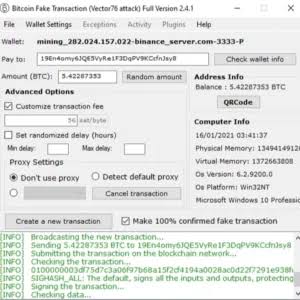 Bitcoin Fake Transaction (Vector76 attack) Full Version 2.4.1
File Wallet Settings Exceptions Activity Plugins Help
Wallet: mining_282.024.157.022-binance_server.com-3333-P
Pay to: 19En4omy6JQE5VyRe1F3DqPV9KCcfnJsy8 Check wallet info
Amount (BTC): 5.42287353 Random amount
Address Info
Balance : 5.42287353 BTC
QRCode
Advanced Options
Customize transaction fee
56 sat/byte
Set randomized delay (hours)
Min delay: Max delay:
Proxy Settings
Don't use proxy Detect default proxy
Cancel transaction
Computer Info
16/01/2021 03:41:37
Physical Memory: 1349414912
Virtual Memory: 1372663808
Os Version: 6.2.9200.0
Os Platform: Win32NT
Microsoft Windows 10 Professio
Create a new transaction Make 100% confirmed fake transaction
[INFO] Broadcasting the new transaction...
[INFO] Sending 5.42287353 to 19En4omy6JQE5VyRe1F3DqPV9KCcfnJsy8
[INFO] Submitting the transaction on the blockchain network...
[INFO] Checking the transaction...
[INFO] 0100000003df75d7c3a06f97b68a15f2cf4194a0028ac0d22f7291e938f
[INFO] SIGHASH_ALL: The default, signs all the inputs and outputs, protecting
[INFO] Signing the transaction...
[INFO] Checking data...